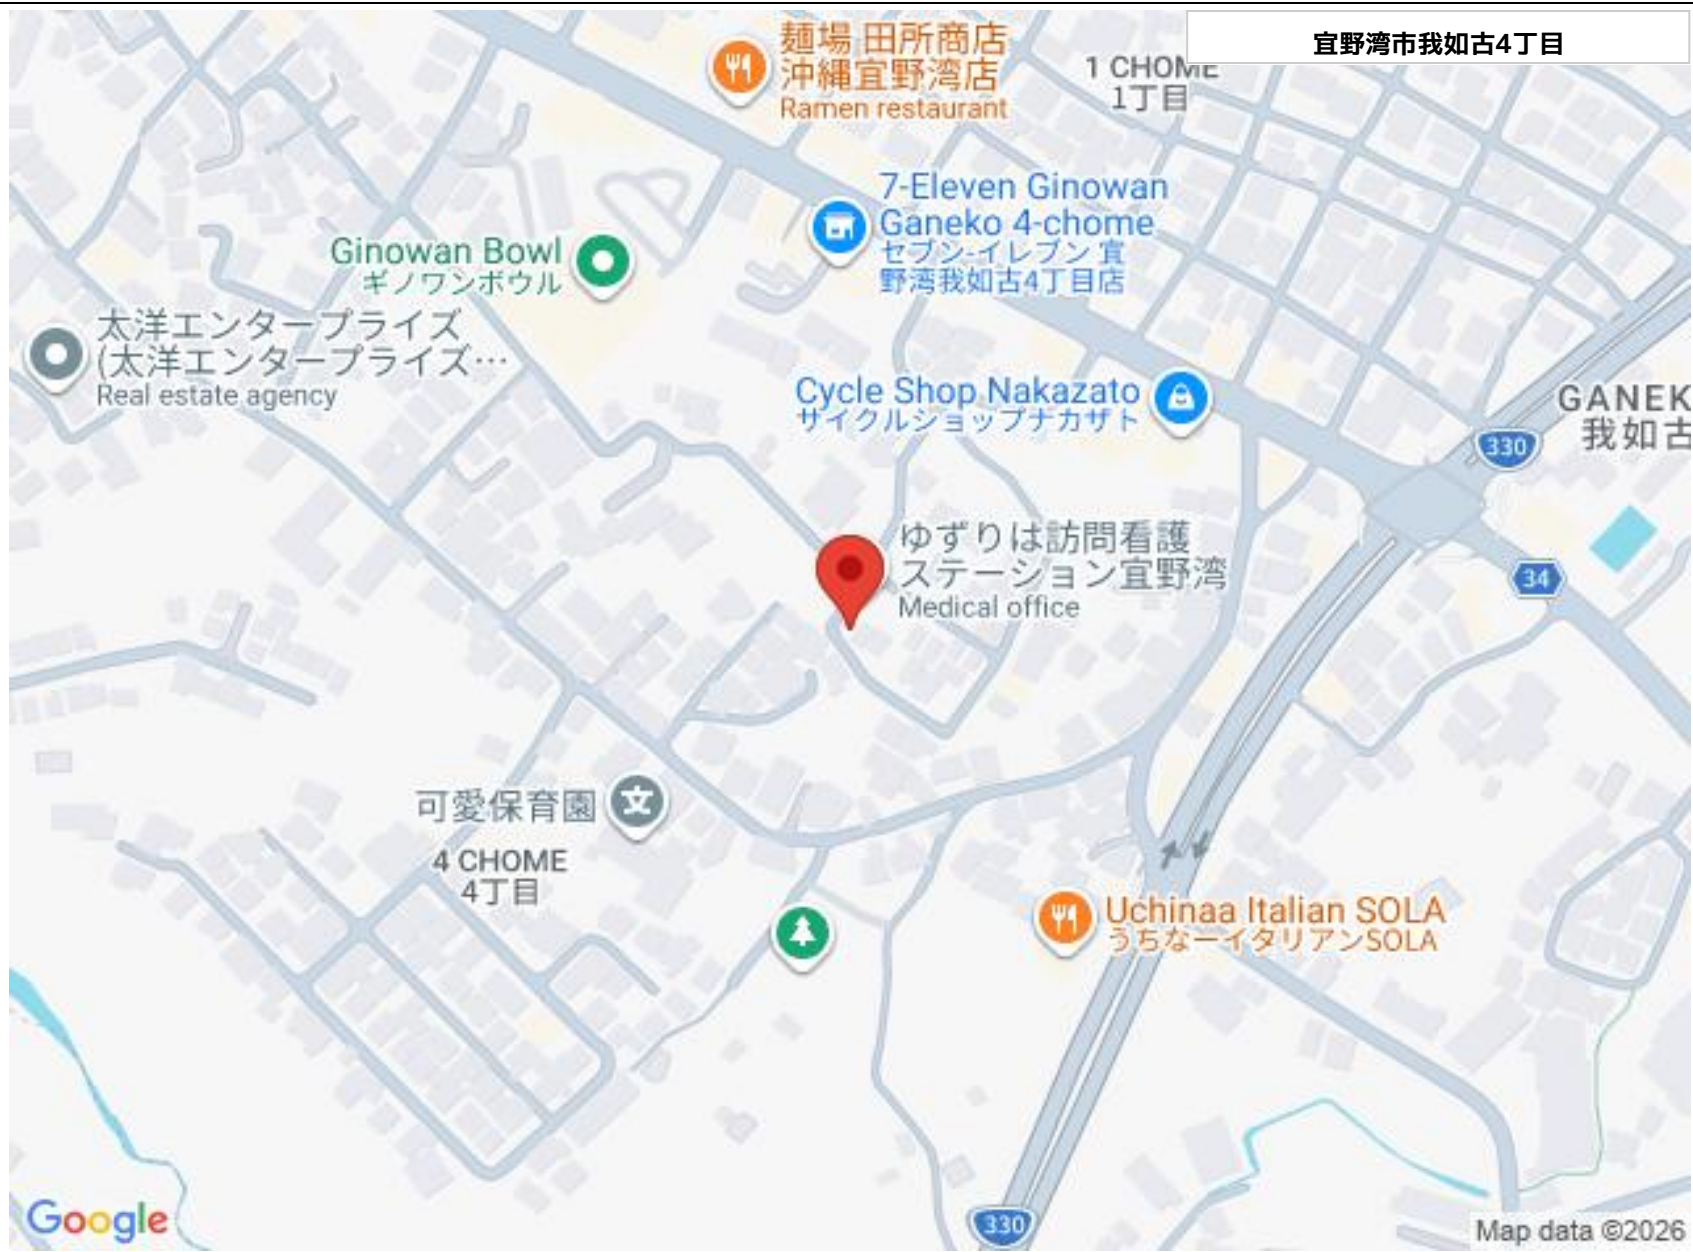 宜野湾市我如古4丁目
麺場 田所商店
沖縄宜野湾店
Ramen restaurant
1 CHOME
1丁目
7-Eleven Ginowan
Ganeko 4-chome
セブン-イレブン 宜
野湾我如古4丁目店
Ginowan Bowl
ギノワンボウル
太洋エンタープライズ
(太洋エンタープライズ…
Real estate agency
Cycle Shop Nakazato
サイクルショップナカザト
GANEK
我如古
330
ゆずりは訪問看護
ステーション宜野湾
Medical office
34
可愛保育園
文
4 CHOME
4丁目
Uchinaa Italian SOLA
うちなーイタリアンSOLA
330
Google
Map data ©2026